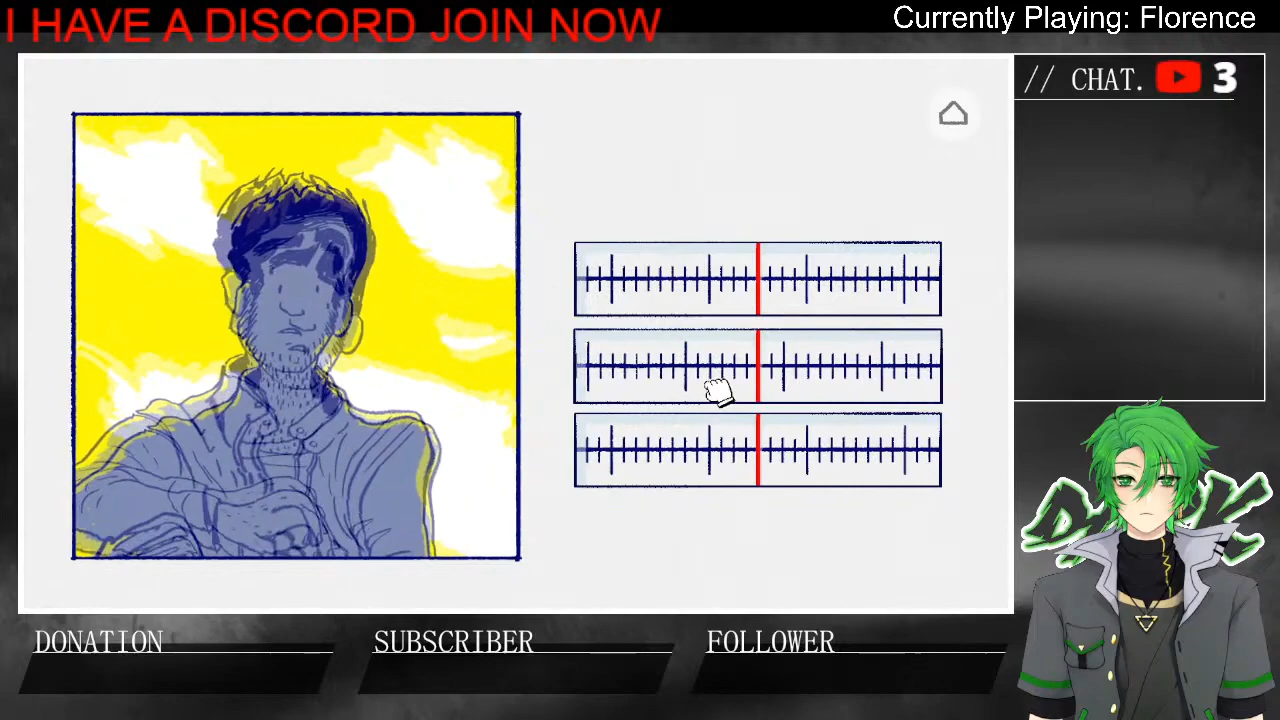 I HAVE A DISCORD JOIN NOW
Currently Playing: Florence
// CHAT. 3
DONATION
SUBSCRIBER
FOLLOWER